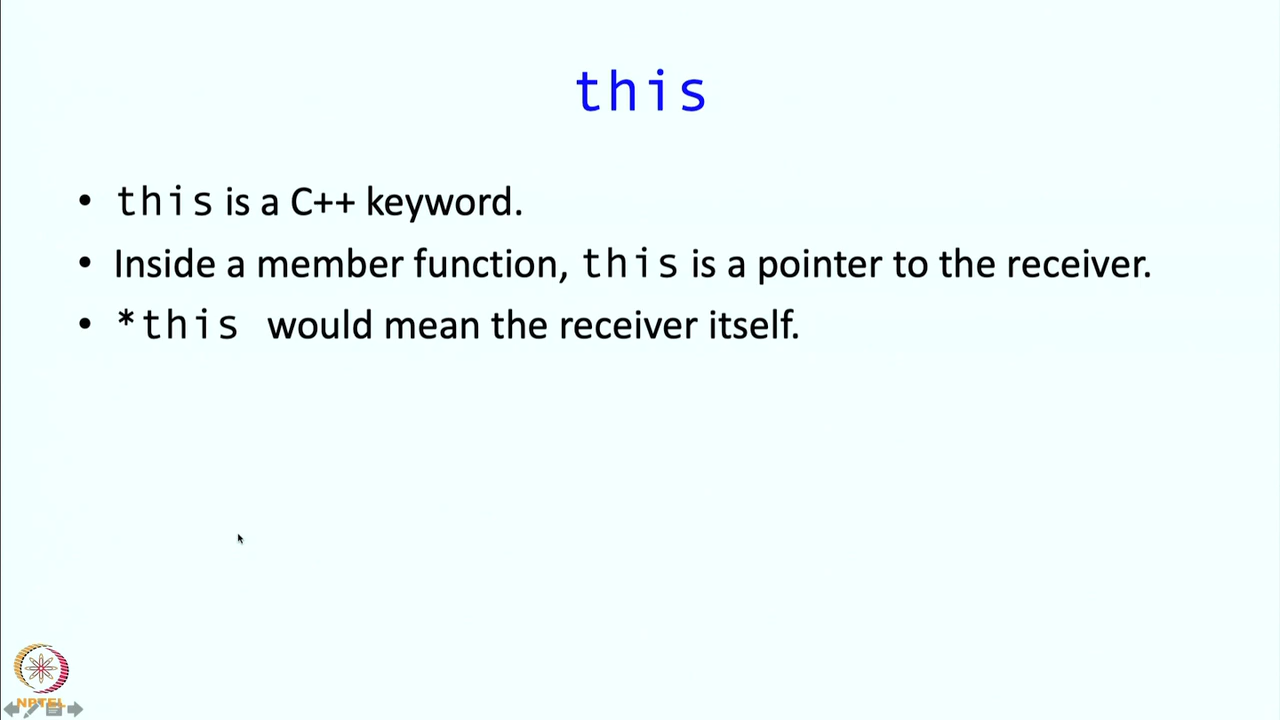 this
• this is a C++ keyword.
• Inside a member function, this is a pointer to the receiver.
• *this would mean the receiver itself.
NPTEL